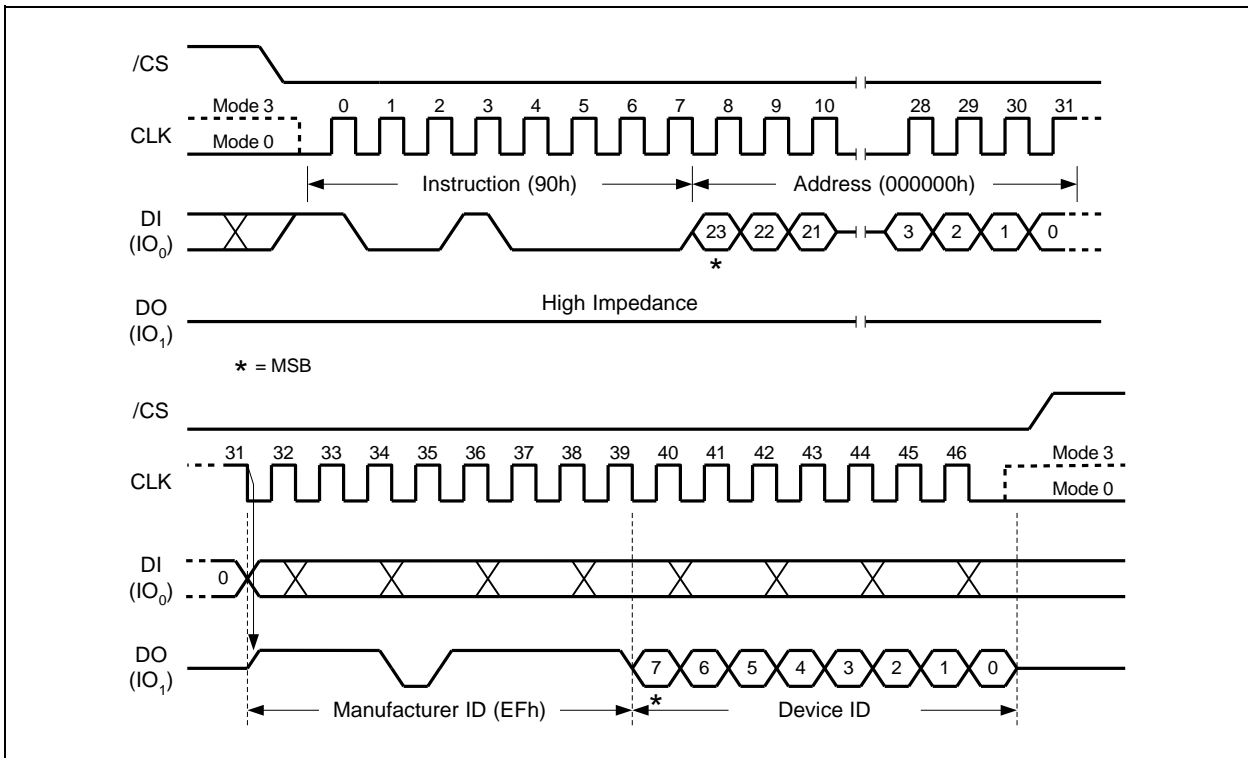 /CS
Mode 3
0 1 2 3 4 5 6 7 8 9 10 28 29 30 31
CLK
Mode 0
Instruction (90h) Address (000000h)
DI
(IO0)
23 22 21 3 2 1 0
*
High Impedance
DO
(IO1)
* = MSB
/CS
31 32 33 34 35 36 37 38 39 40 41 42 43 44 45 46
Mode 3
CLK
Mode 0
DI
(IO0)
0
DO
(IO1)
7 6 5 4 3 2 1 0
*
Manufacturer ID (EFh) Device ID